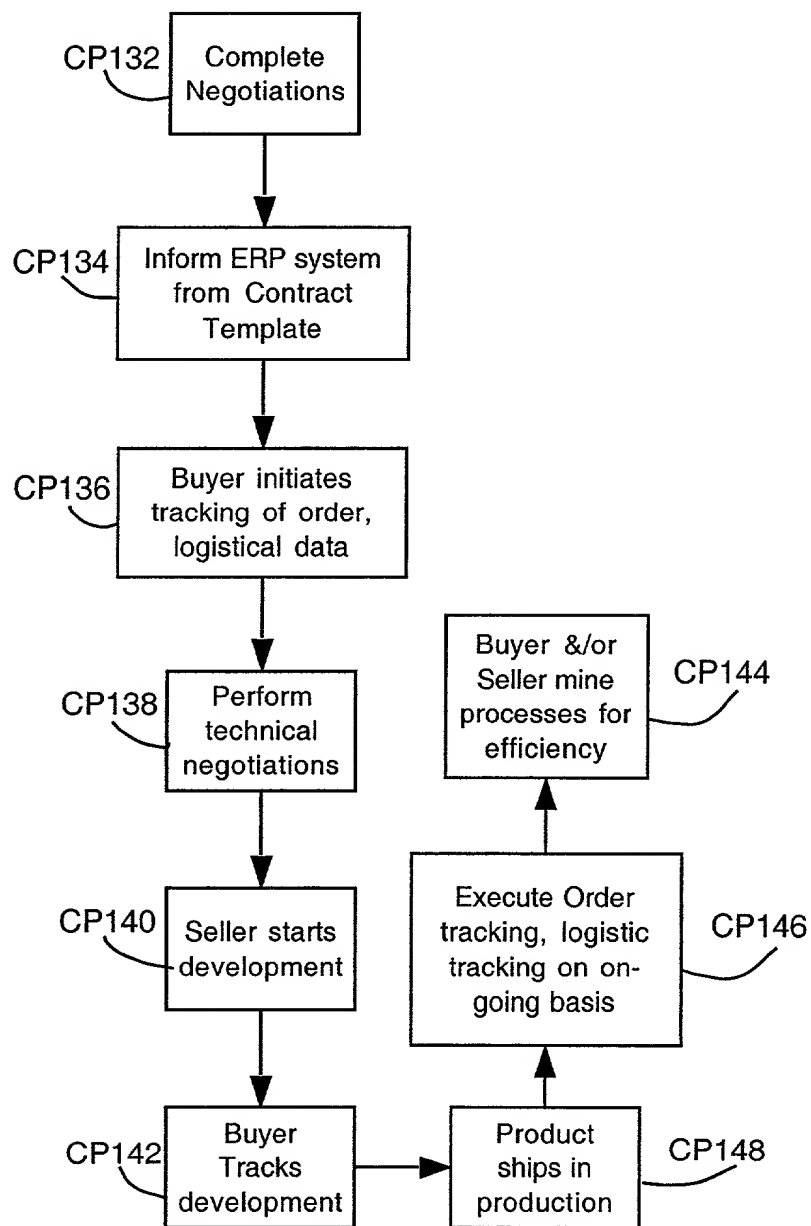 CP132
Complete
Negotiations
CP134
Inform ERP system
from Contract
Template
CP136
Buyer initiates
tracking of order,
logistical data
CP138
Perform
technical
negotiations
CP140
Seller starts
development
CP142
Buyer
Tracks
development
Product
ships in
production
CP148
Execute Order
tracking, logistic
tracking on on-
going basis
CP146
Buyer &/or
Seller mine
processes for
efficiency
CP144